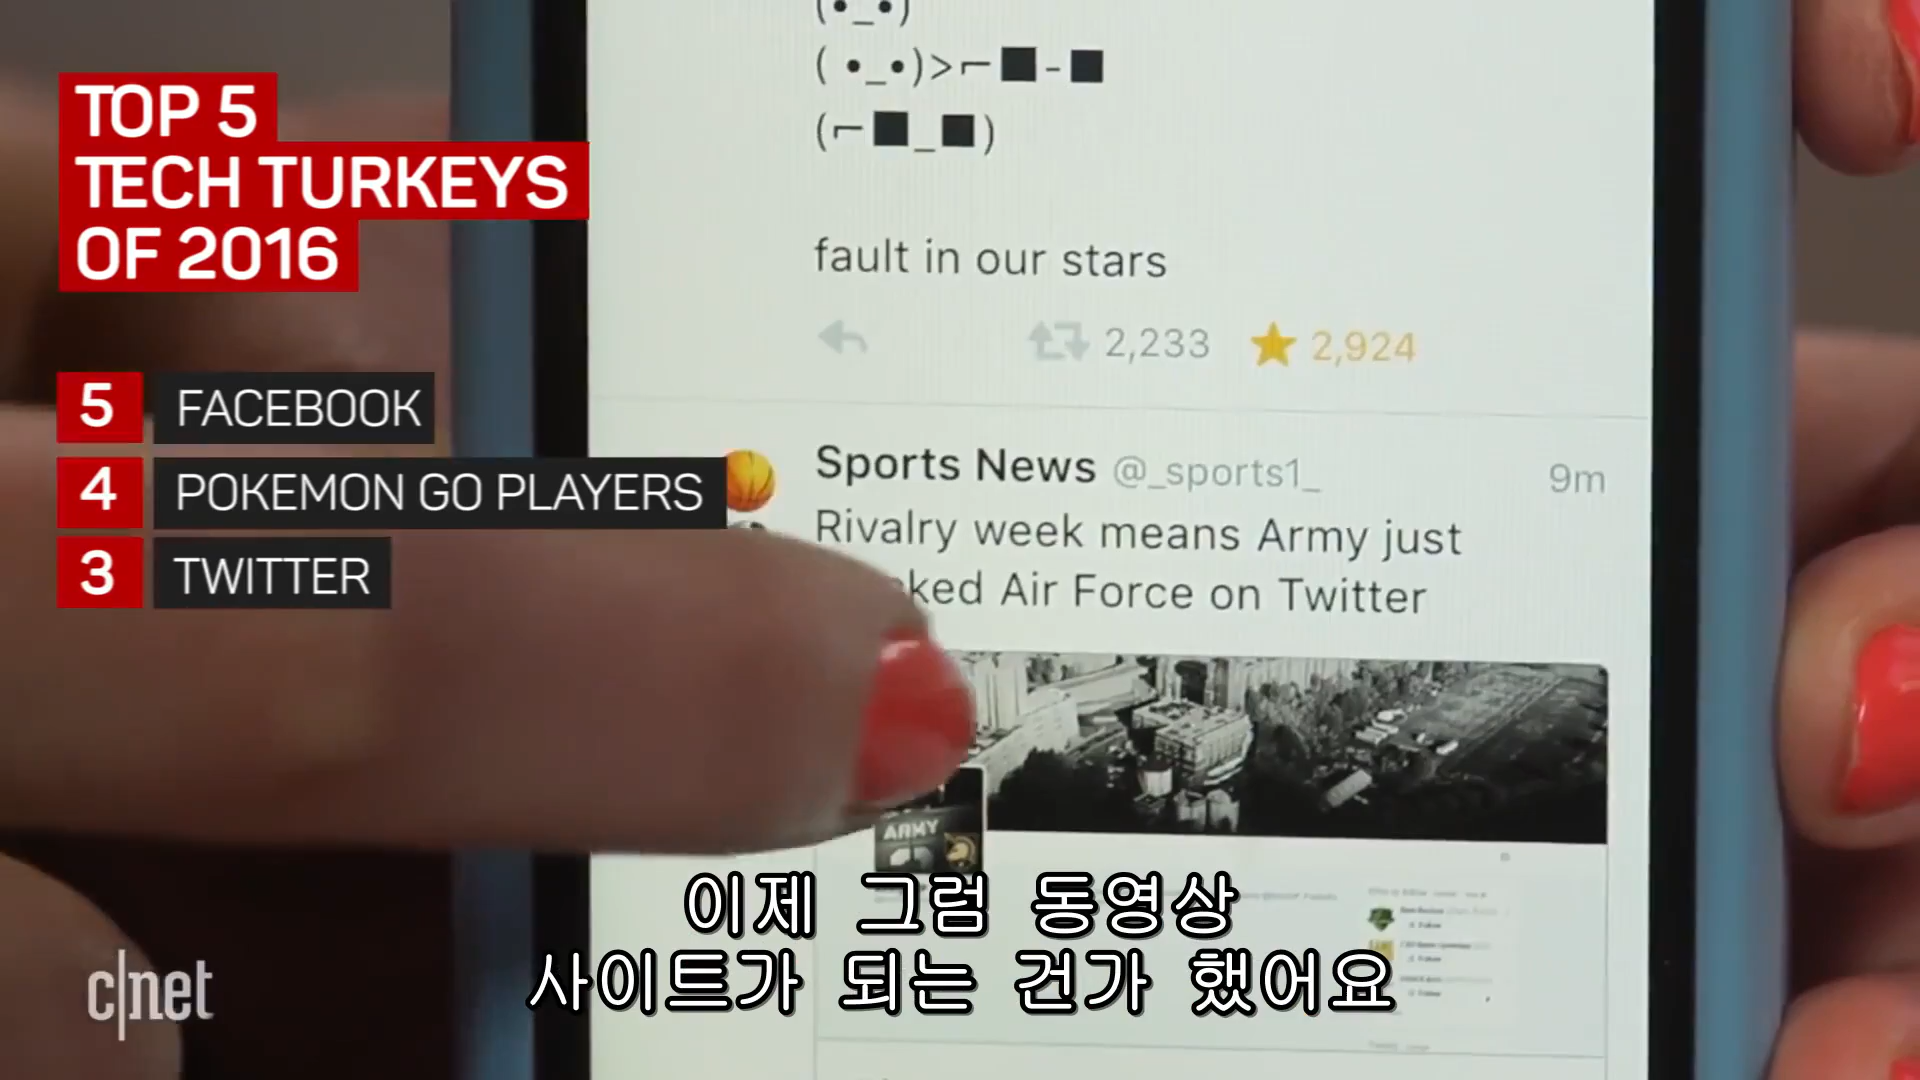 TOP 5
TECH TURKEYS
OF 2016
5 FACEBOOK
4 POKEMON GO PLAYERS
3 TWITTER
(•_•)
( •_•)>⌐■-■
(⌐■_■)
fault in our stars
2,233 2,924
Sports News @_sports1_ 9m
Rivalry week means Army just
Air Force on Twitter
ARMY
이제 그럼 동영상
사이트가 되는 건가 했어요
c|net